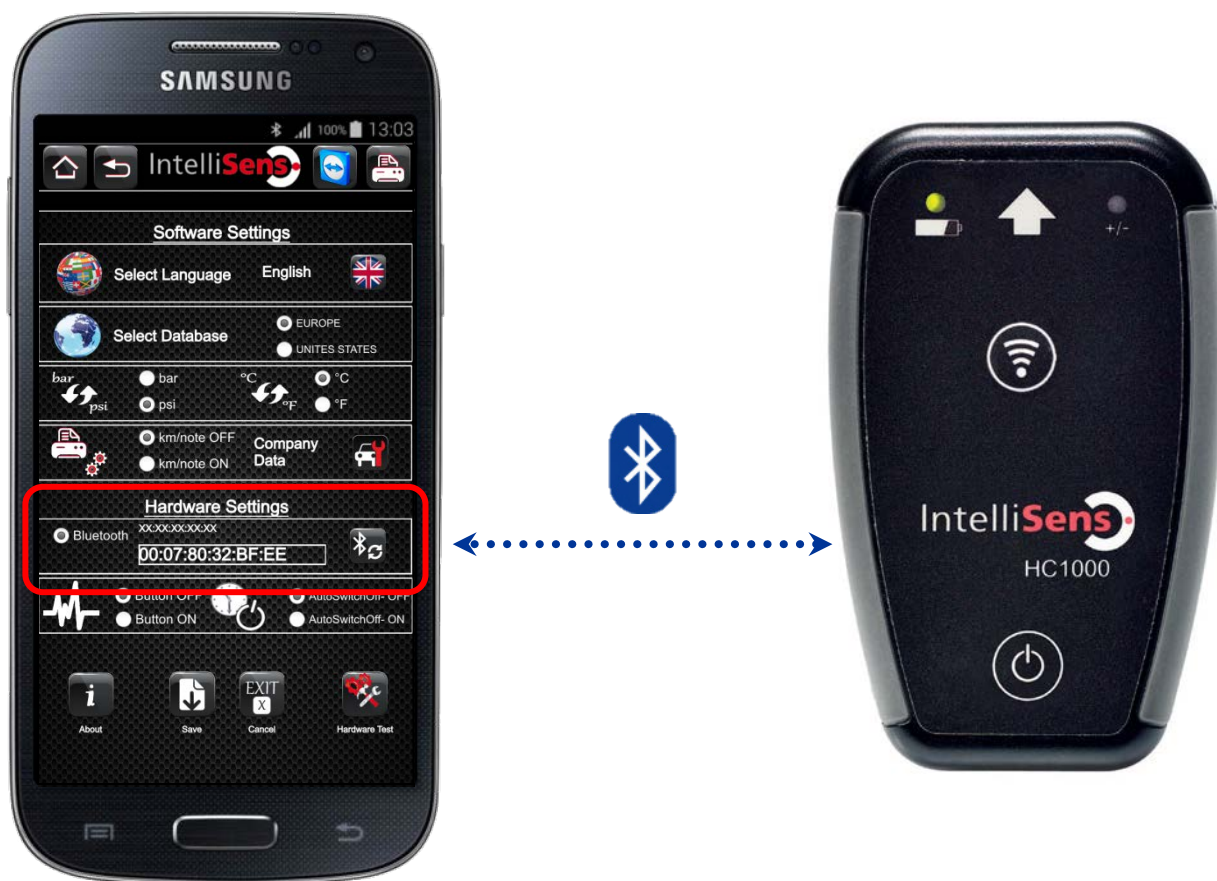 SAMSUNG
100% 13:03
IntelliSens
Software Settings
Select Language English
Select Database
EUROPE
UNITES STATES
bar psi
bar
psi
°C °F
°C
°F
km/note OFF
km/note ON
Company
Data
Hardware Settings
Bluetooth
XX:XX:XX:XX:XX
00:07:80:32:BF:EE
Button OFF
Button ON
AutoSwitchOff- OFF
AutoSwitchOff- ON
i
EXIT
X
About
Save
Cancel
Hardware Test
+/-
IntelliSens
HC1000